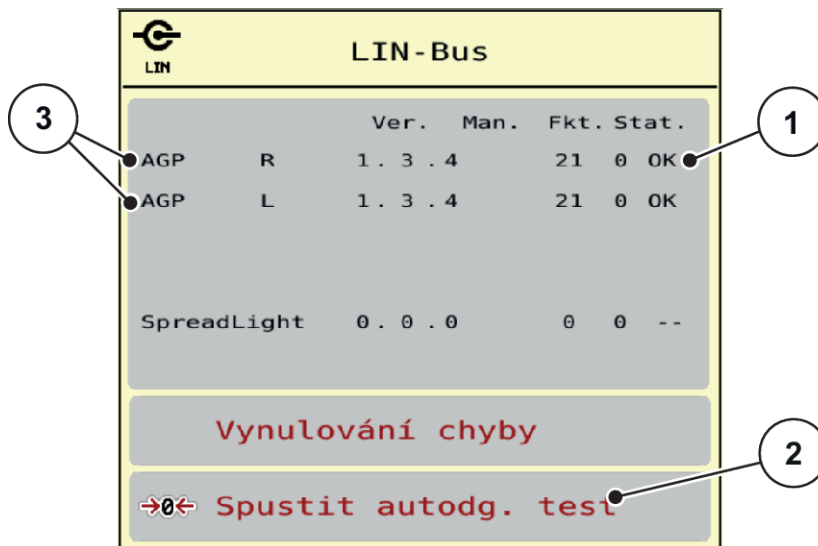 LIN
LIN-Bus
Ver. Man. Fkt. Stat.
3
1
AGP R 1.3.4 21 0 OK
AGP L 1.3.4 21 0 OK
SpreadLight 0.0.0 0 0 --
Vynulování chyby
2
→0← Spustit autodg. test